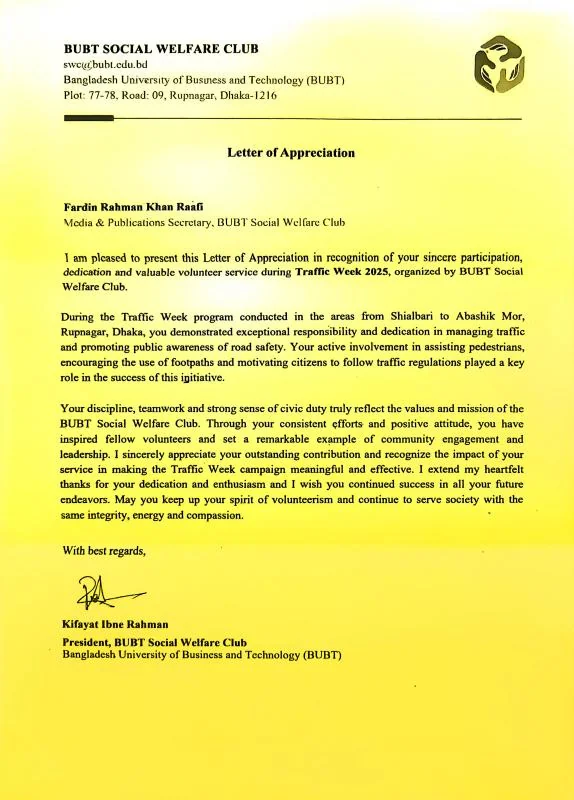 BUBT SOCIAL WELFARE CLUB
swc@bubt.edu.bd
Bangladesh University of Business and Technology (BUBT)
Plot: 77-78, Road: 09, Rupnagar, Dhaka-1216
Letter of Appreciation
Fardin Rahman Khan Raafi
Media & Publications Secretary, BUBT Social Welfare Club
I am pleased to present this Letter of Appreciation in recognition of your sincere participation,
dedication and valuable volunteer service during Traffic Week 2025, organized by BUBT Social
Welfare Club.
During the Traffic Week program conducted in the areas from Shialbari to Abashik Mor,
Rupnagar, Dhaka, you demonstrated exceptional responsibility and dedication in managing traffic
and promoting public awareness of road safety. Your active involvement in assisting pedestrians,
encouraging the use of footpaths and motivating citizens to follow traffic regulations played a key
role in the success of this initiative.
Your discipline, teamwork and strong sense of civic duty truly reflect the values and mission of the
BUBT Social Welfare Club. Through your consistent efforts and positive attitude, you have
inspired fellow volunteers and set a remarkable example of community engagement and
leadership. I sincerely appreciate your outstanding contribution and recognize the impact of your
service in making the Traffic Week campaign meaningful and effective. I extend my heartfelt
thanks for your dedication and enthusiasm and I wish you continued success in all your future
endeavors. May you keep up your spirit of volunteerism and continue to serve society with the
same integrity, energy and compassion.
With best regards,
Kifayat Ibne Rahman
President, BUBT Social Welfare Club
Bangladesh University of Business and Technology (BUBT)